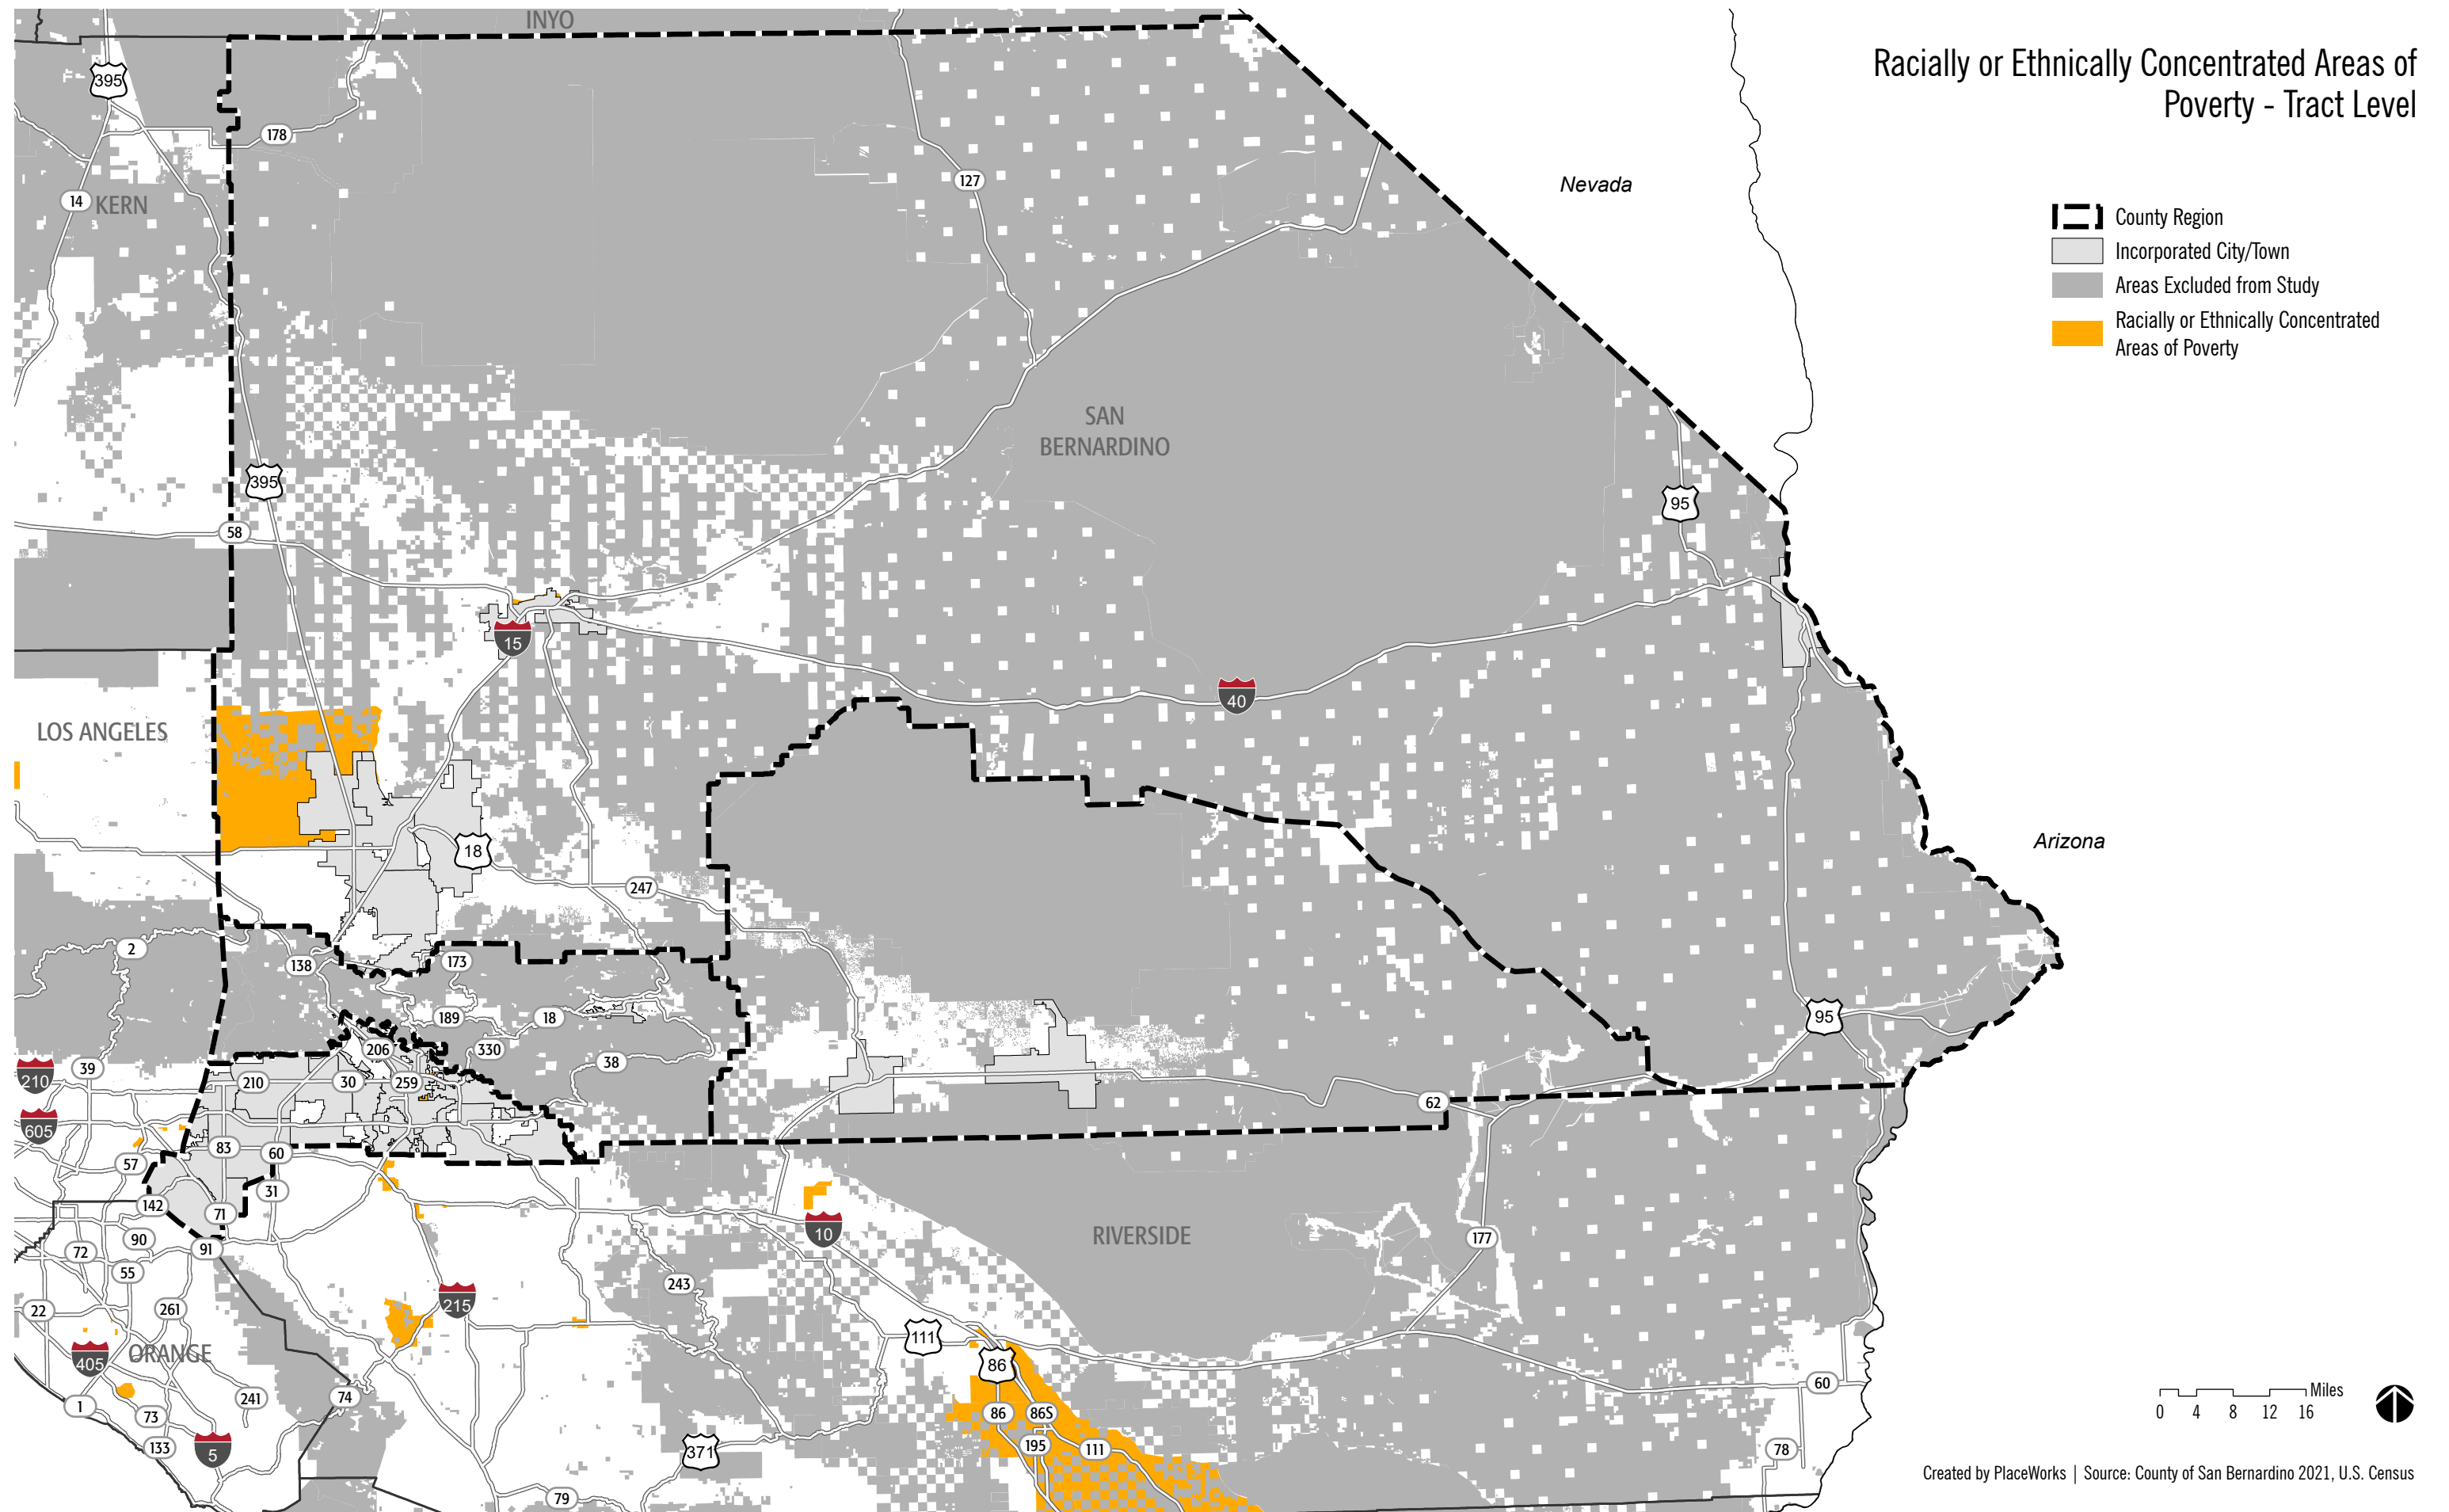 Racially or Ethnically Concentrated Areas of
Poverty - Tract Level
County Region
Incorporated City/Town
Areas Excluded from Study
Racially or Ethnically Concentrated
Areas of Poverty
INYO
395
178
127
14
KERN
Nevada
SAN
BERNARDINO
395
95
58
15
40
LOS ANGELES
18
Arizona
247
2
138
173
189
18
95
206
330
38
210
39
210
30
259
62
605
83
60
57
31
142
71
10
RIVERSIDE
177
90
91
72
55
243
215
22
261
111
405
ORANGE
86
60
241
74
1
73
86
86S
133
5
371
195
111
78
79
Miles
0 4 8 12 16
Created by PlaceWorks | Source: County of San Bernardino 2021, U.S. Census